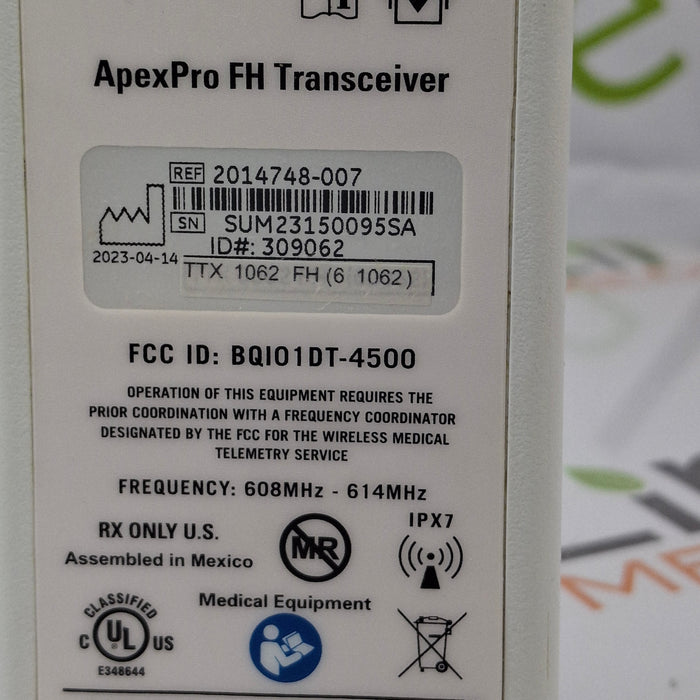 ApexPro FH Transceiver
REF 2014748-007
SN SUM23150095SA
ID#: 309062
2023-04-14
TTX 1062 FH (6 1062)
FCC ID: BQI01DT-4500
OPERATION OF THIS EQUIPMENT REQUIRES THE
PRIOR COORDINATION WITH A FREQUENCY COORDINATOR
DESIGNATED BY THE FCC FOR THE WIRELESS MEDICAL
TELEMETRY SERVICE
FREQUENCY: 608MHz - 614MHz
RX ONLY U.S.
Assembled in Mexico
MR
IPX7
Medical Equipment
CLASSIFIED
C UL US
E348644